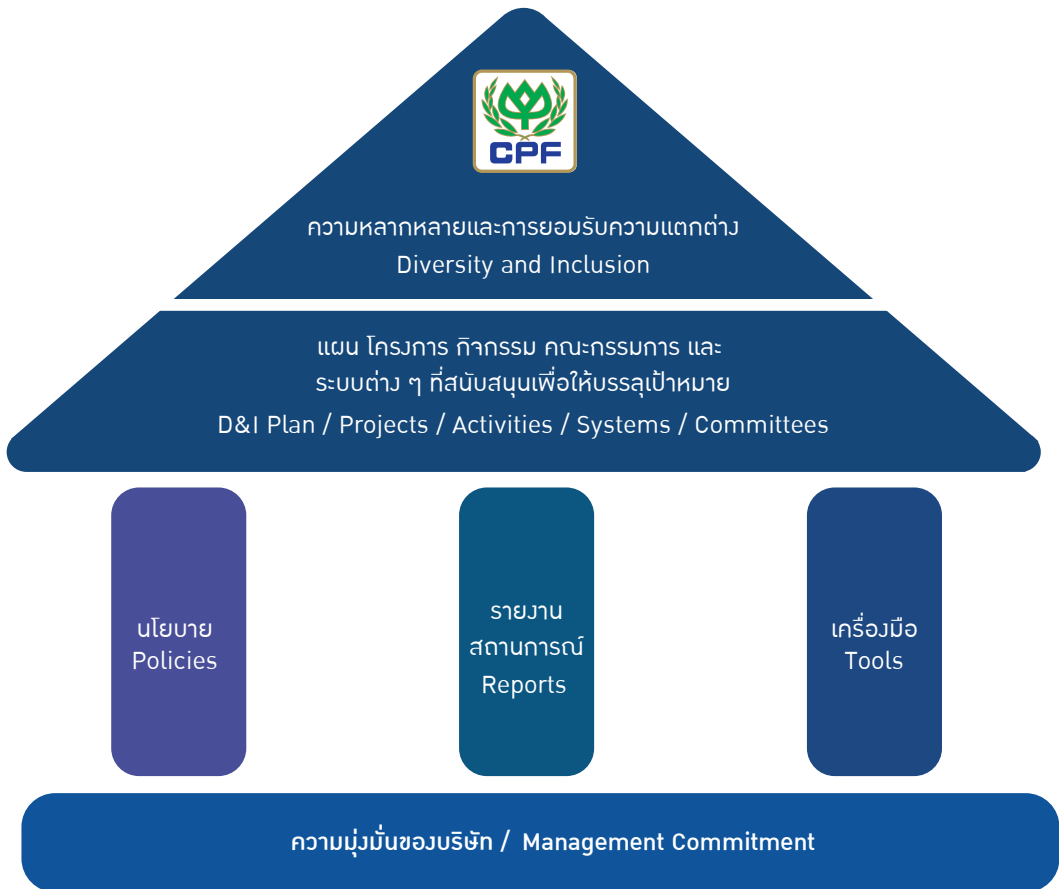 CPF
ความหลากหลายและการยอมรับความแตกต่าง
Diversity and Inclusion
แผน โครงการ กิจกรรม คณะกรรมการ และ
ระบบต่าง ๆ ที่สนับสนุนเพื่อให้บรรลุเป้าหมาย
D&I Plan / Projects / Activities / Systems / Committees
นโยบาย
Policies
รายงาน
สถานการณ์
Reports
เครื่องมือ
Tools
ความมุ่งมั่นของบริษัท / Management Commitment